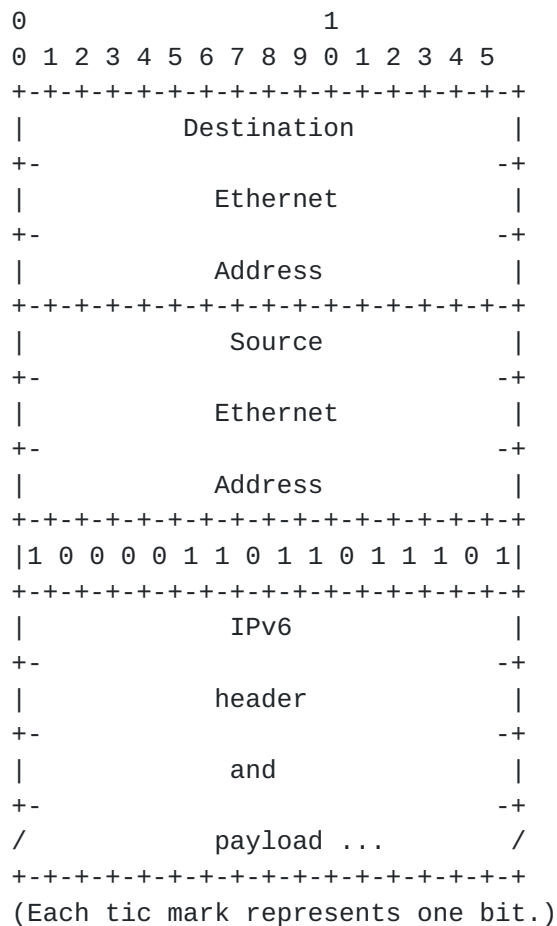 0                   1
0 1 2 3 4 5 6 7 8 9 0 1 2 3 4 5
+-+-+-+-+-+-+-+-+-+-+-+-+-+-+-+-+
|          Destination          |
+-                             -+
|            Ethernet           |
+-                             -+
|            Address            |
+-+-+-+-+-+-+-+-+-+-+-+-+-+-+-+-+
|             Source            |
+-                             -+
|            Ethernet           |
+-                             -+
|            Address            |
+-+-+-+-+-+-+-+-+-+-+-+-+-+-+-+-+
|1 0 0 0 0 1 1 0 1 1 0 1 1 1 0 1|
+-+-+-+-+-+-+-+-+-+-+-+-+-+-+-+-+
|             IPv6              |
+-                             -+
|            header             |
+-                             -+
|             and               |
+-                             -+
/            payload ...        /
+-+-+-+-+-+-+-+-+-+-+-+-+-+-+-+-+
(Each tic mark represents one bit.)